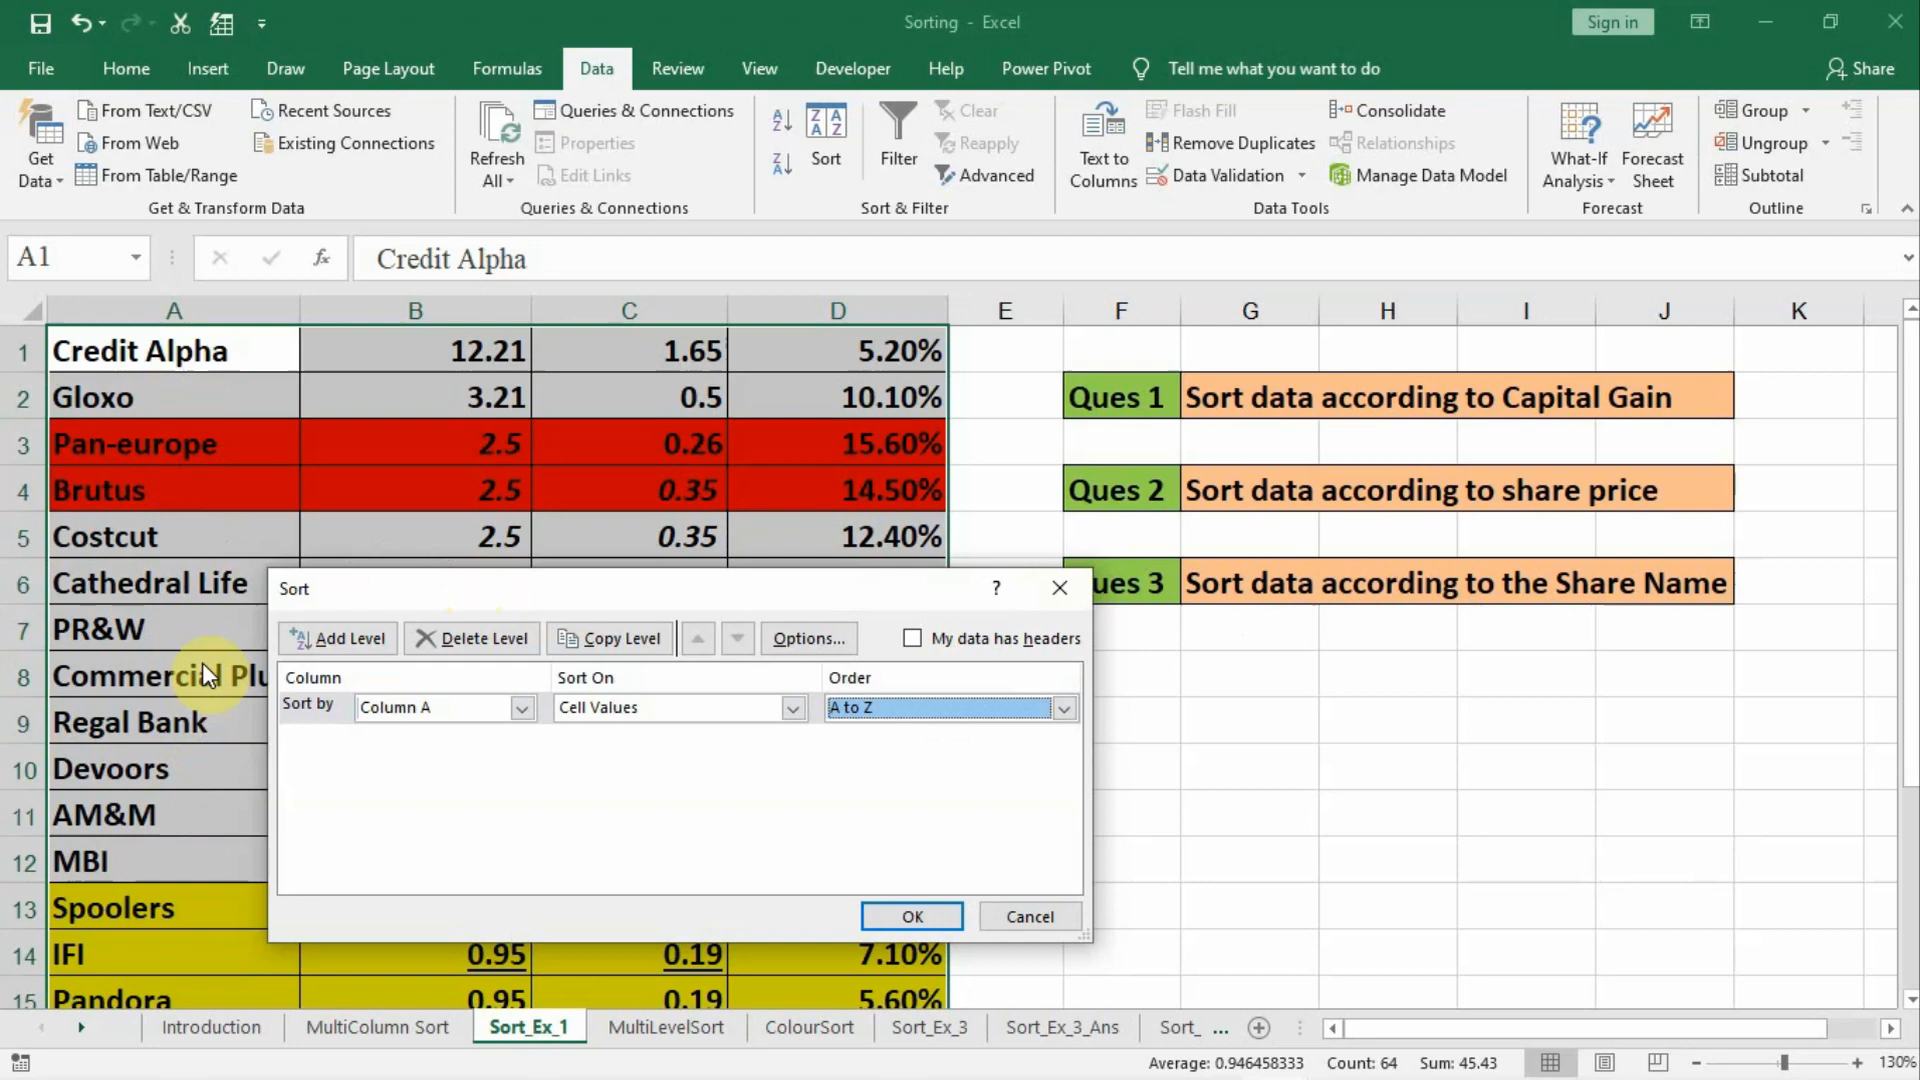 Sorting - Excel
Sign in
File Home Insert Draw Page Layout Formulas Data Review View Developer Help Power Pivot Tell me what you want to do Share
Get Data
From Text/CSV
From Web
From Table/Range
Recent Sources
Existing Connections
Get & Transform Data
Refresh All
Queries & Connections
Properties
Edit Links
Queries & Connections
Sort
Filter
Clear
Reapply
Advanced
Sort & Filter
Text to Columns
Flash Fill
Remove Duplicates
Data Validation
Consolidate
Relationships
Manage Data Model
Data Tools
What-If Analysis
Forecast Sheet
Forecast
Group
Ungroup
Subtotal
Outline
A1 fx Credit Alpha
A B C D E F G H I J K
1 Credit Alpha 12.21 1.65 5.20%
2 Gloxo 3.21 0.5 10.10% Ques 1 Sort data according to Capital Gain
3 Pan-europe 2.5 0.26 15.60%
4 Brutus 2.5 0.35 14.50% Ques 2 Sort data according to share price
5 Costcut 2.5 0.35 12.40%
6 Cathedral Life ues 3 Sort data according to the Share Name
7 PR&W
8 Commercial Plu
9 Regal Bank
10 Devoors
11 AM&M
12 MBI
13 Spoolers
14 IFI 0.95 0.19 7.10%
15 Pandora 0.95 0.19 5.60%
Sort ?
Add Level Delete Level Copy Level Options... My data has headers
Column Sort On Order
Sort by Column A Cell Values A to Z
OK Cancel
Introduction MultiColumn Sort Sort_Ex_1 MultiLevelSort ColourSort Sort_Ex_3 Sort_Ex_3_Ans Sort_ ...
Average: 0.946458333 Count: 64 Sum: 45.43 130%